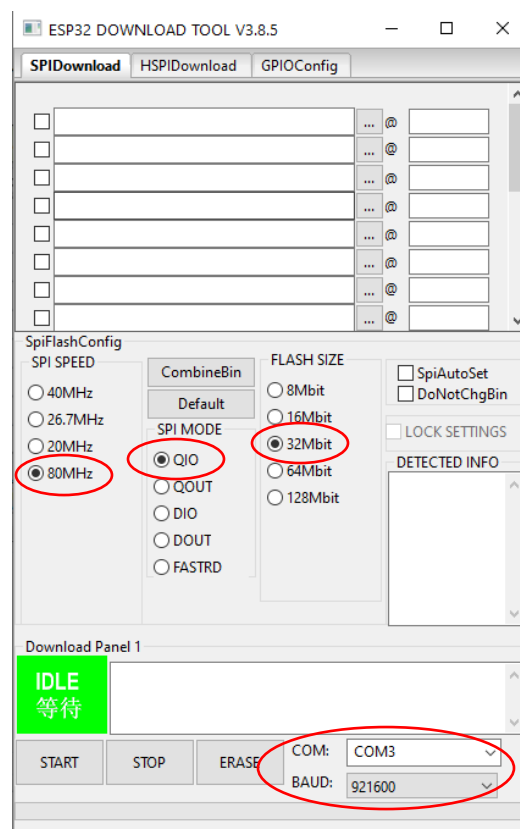 ESP32 DOWNLOAD TOOL V3.8.5
SPIDownload HSPIDownload GPIOConfig
... @
... @
... @
... @
... @
... @
... @
... @
SpiFlashConfig
SPI SPEED
40MHz
26.7MHz
20MHz
80MHz
CombineBin
Default
SPI MODE
QIO
QOUT
DIO
DOUT
FASTRD
FLASH SIZE
8Mbit
16Mbit
32Mbit
64Mbit
128Mbit
SpiAutoSet
DoNotChgBin
LOCK SETTINGS
DETECTED INFO
Download Panel 1
IDLE
等待
START STOP ERASE
COM: COM3
BAUD: 921600